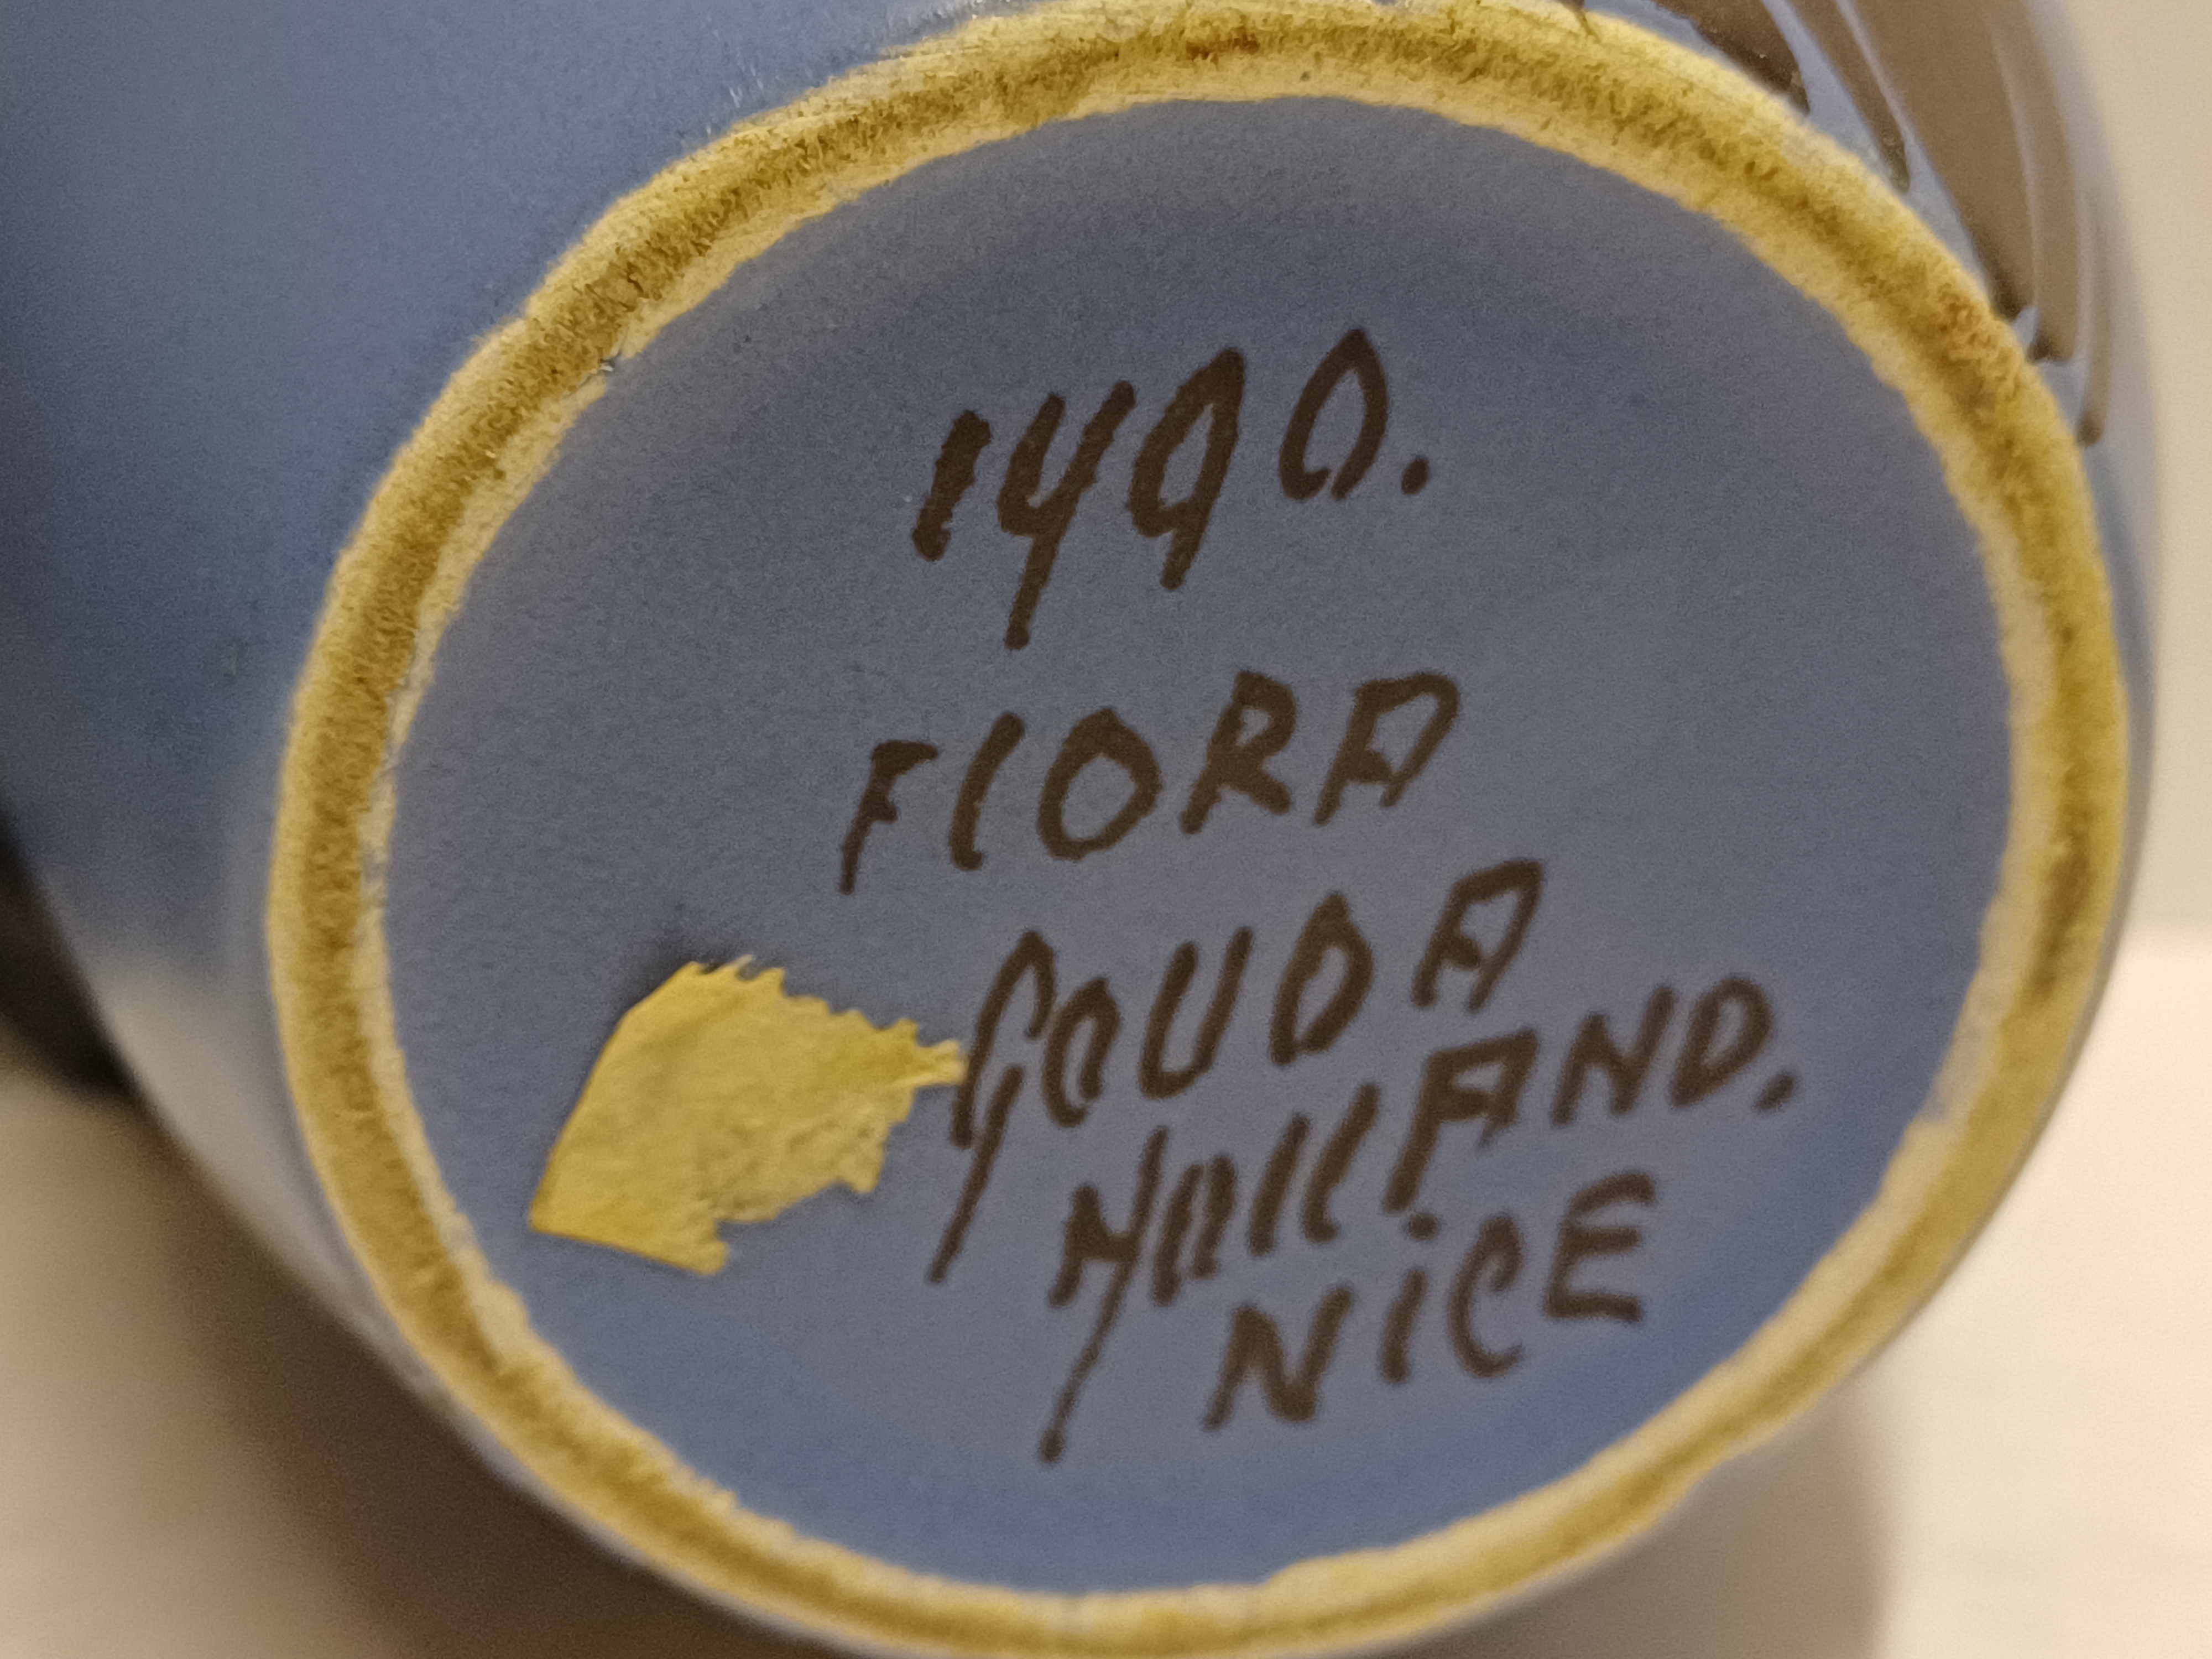 1490.
FlORA
GOUDA
HOllAND.
NiCE